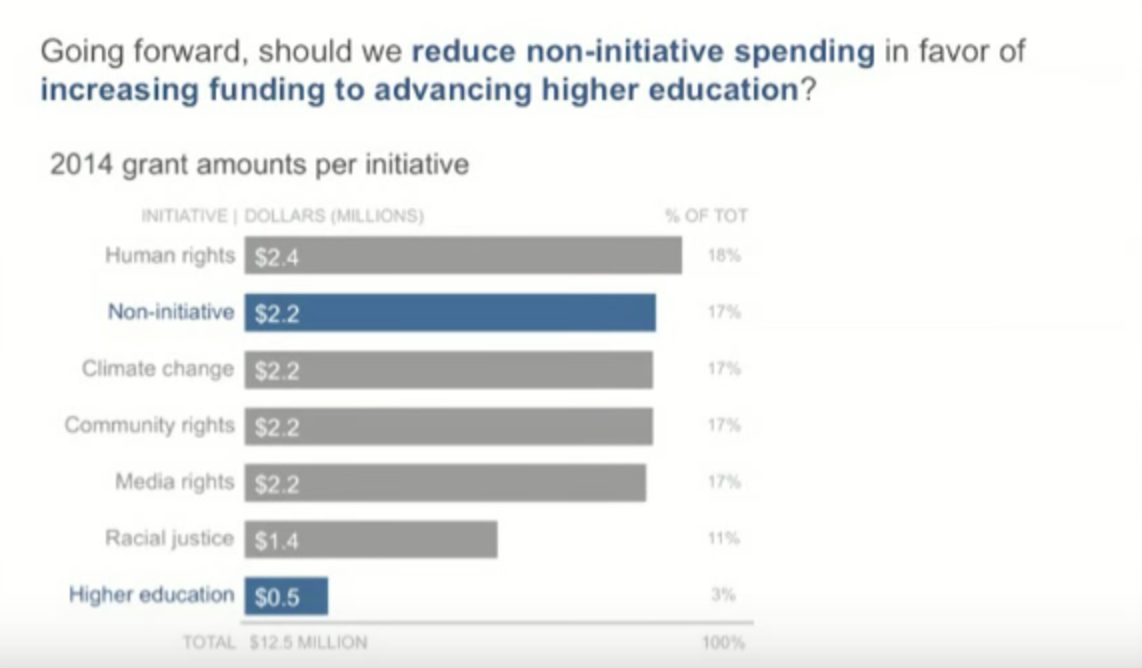 Going forward, should we reduce non-initiative spending in favor of
increasing funding to advancing higher education?
2014 grant amounts per initiative
INITIATIVE | DOLLARS (MILLIONS) % OF TOT
Human rights $2.4 18%
Non-initiative $2.2 17%
Climate change $2.2 17%
Community rights $2.2 17%
Media rights $2.2 17%
Racial justice $1.4 11%
Higher education $0.5 3%
TOTAL $12.5 MILLION 100%